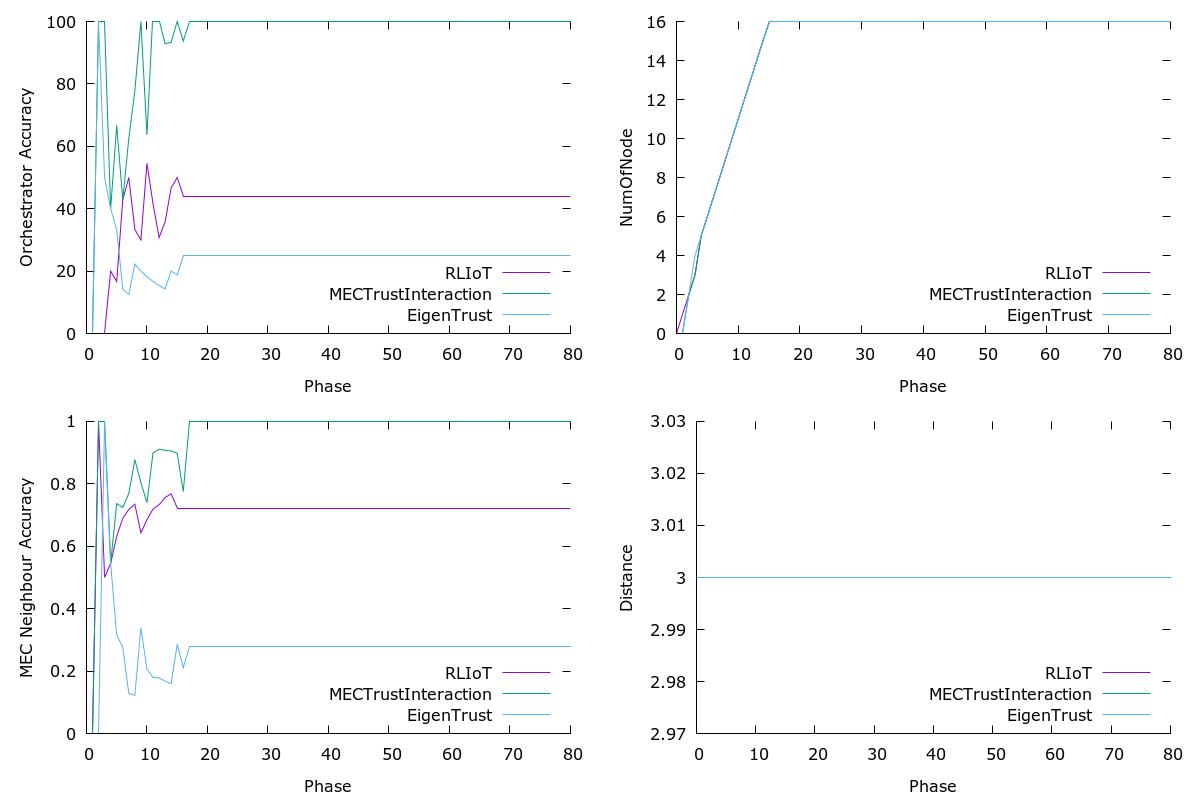 100
80
60
40
20
0
Orchestrator Accuracy
RLIoT
MECTrustInteraction
EigenTrust
0 10 20 30 40 50 60 70 80
Phase
16
14
12
10
8
6
4
2
0
NumOfNode
RLIoT
MECTrustInteraction
EigenTrust
0 10 20 30 40 50 60 70 80
Phase
1
0.8
0.6
0.4
0.2
0
MEC Neighbour Accuracy
RLIoT
MECTrustInteraction
EigenTrust
0 10 20 30 40 50 60 70 80
Phase
3.03
3.02
3.01
3
2.99
2.98
2.97
Distance
RLIoT
MECTrustInteraction
EigenTrust
0 10 20 30 40 50 60 70 80
Phase